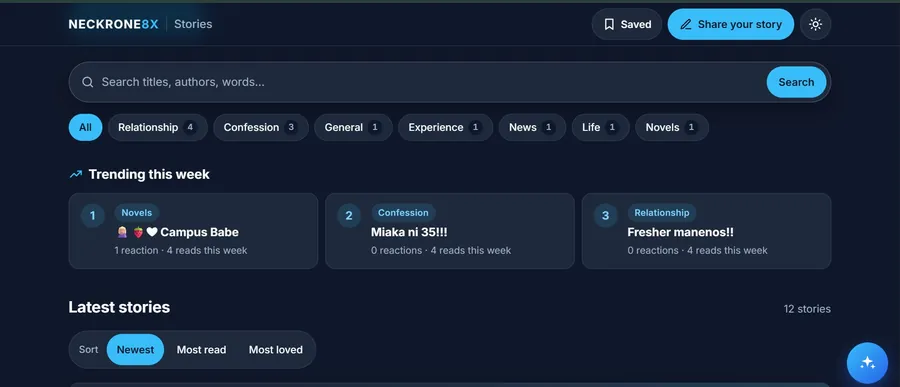 NECKRONE8X Stories Saved Share your story
Search titles, authors, words... Search
All Relationship 4 Confession 3 General 1 Experience 1 News 1 Life 1 Novels 1
Trending this week
1 Novels
🍓🤍 Campus Babe
1 reaction · 4 reads this week
2 Confession
Miaka ni 35!!!
0 reactions · 4 reads this week
3 Relationship
Fresher manenos!!
0 reactions · 4 reads this week
Latest stories 12 stories
Sort Newest Most read Most loved